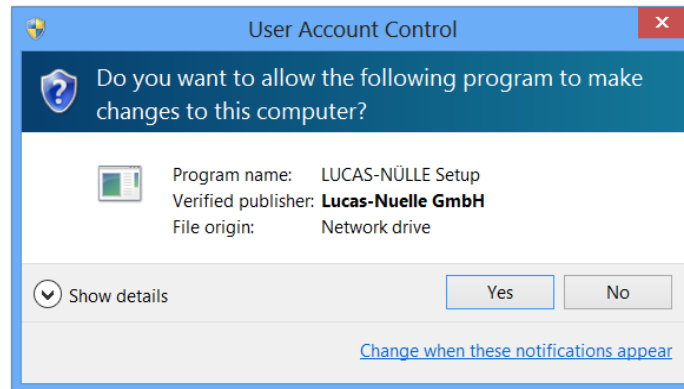 User Account Control
Do you want to allow the following program to make
changes to this computer?
Program name: LUCAS-NÜLLE Setup
Verified publisher: Lucas-Nuelle GmbH
File origin: Network drive
Show details
Yes
No
Change when these notifications appear